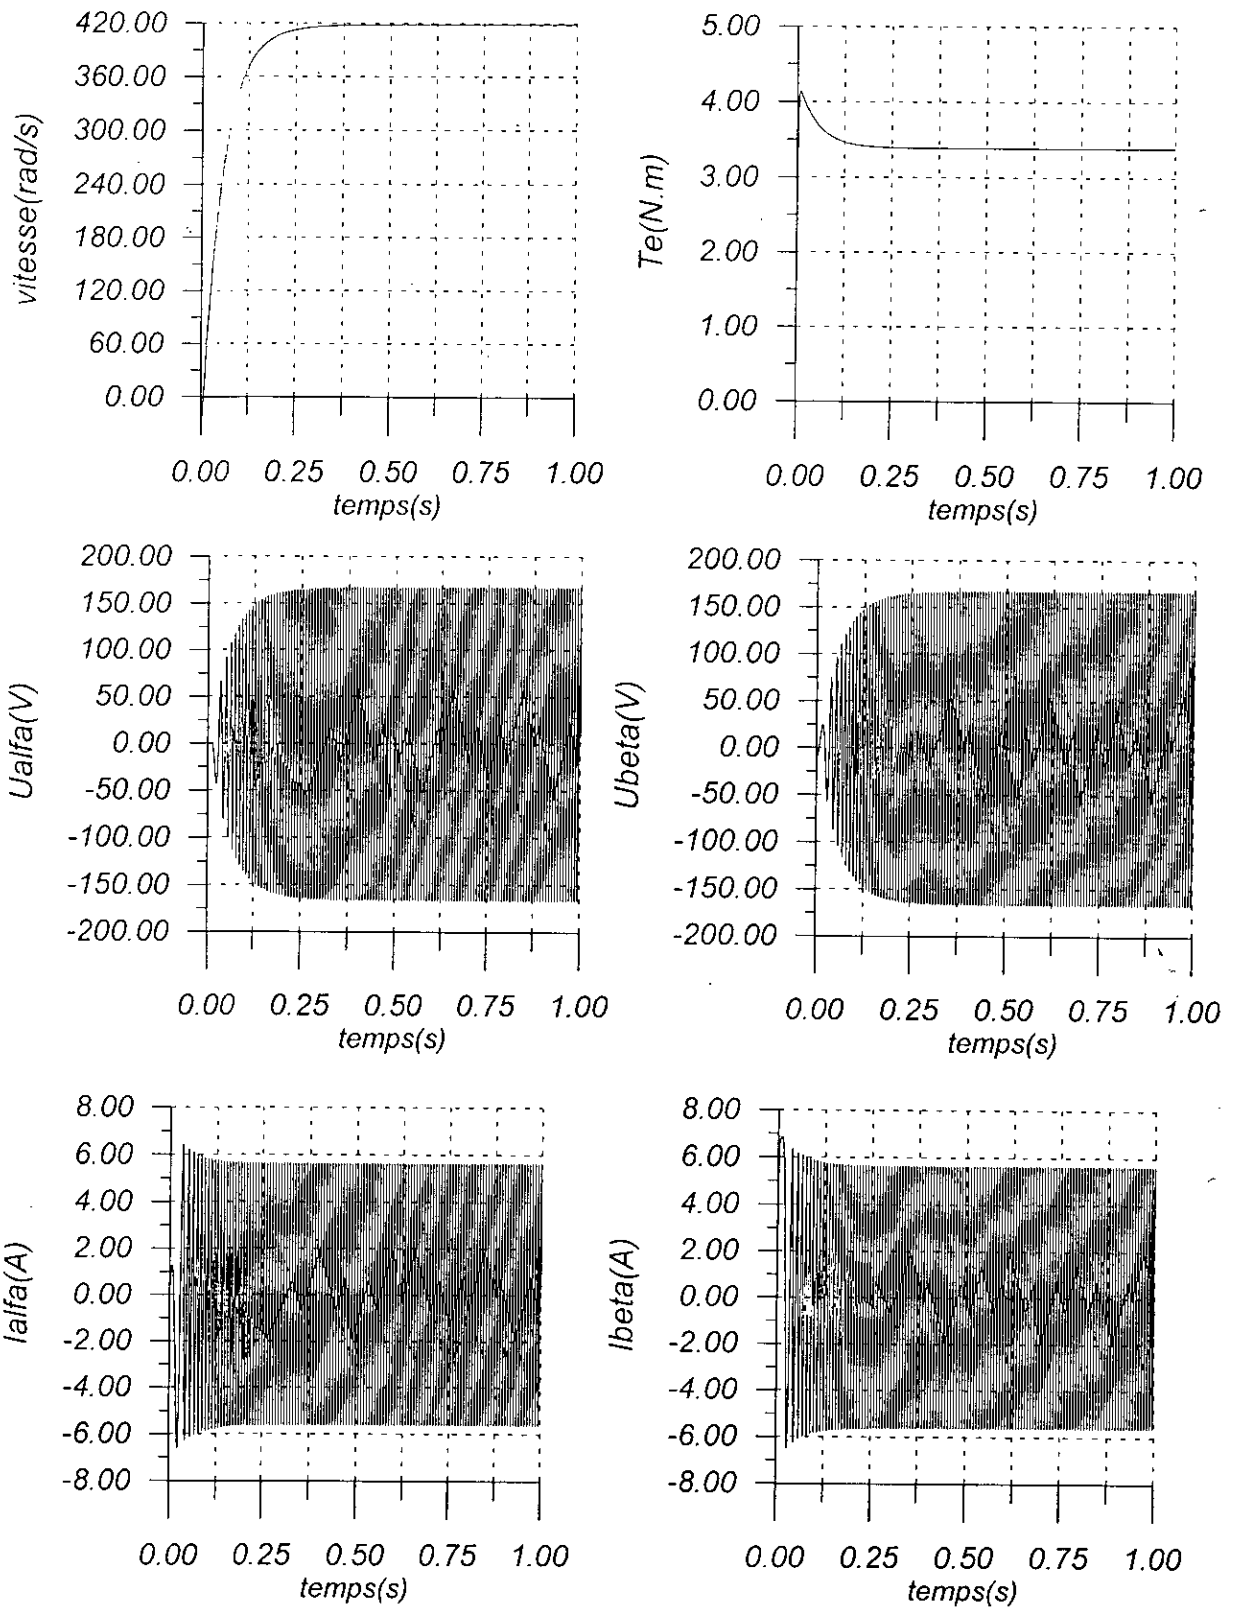 420.00
360.00
300.00
240.00
180.00
120.00
60.00
0.00
vitesse(rad/s)
0.00 0.25 0.50 0.75 1.00
temps(s)
5.00
4.00
3.00
2.00
1.00
0.00
Te(N.m)
0.00 0.25 0.50 0.75 1.00
temps(s)
200.00
150.00
100.00
50.00
0.00
-50.00
-100.00
-150.00
-200.00
Ualfa(V)
0.00 0.25 0.50 0.75 1.00
temps(s)
200.00
150.00
100.00
50.00
0.00
-50.00
-100.00
-150.00
-200.00
Ubeta(V)
0.00 0.25 0.50 0.75 1.00
temps(s)
8.00
6.00
4.00
2.00
0.00
-2.00
-4.00
-6.00
-8.00
Ialfa(A)
0.00 0.25 0.50 0.75 1.00
temps(s)
8.00
6.00
4.00
2.00
0.00
-2.00
-4.00
-6.00
-8.00
Ibeta(A)
0.00 0.25 0.50 0.75 1.00
temps(s)